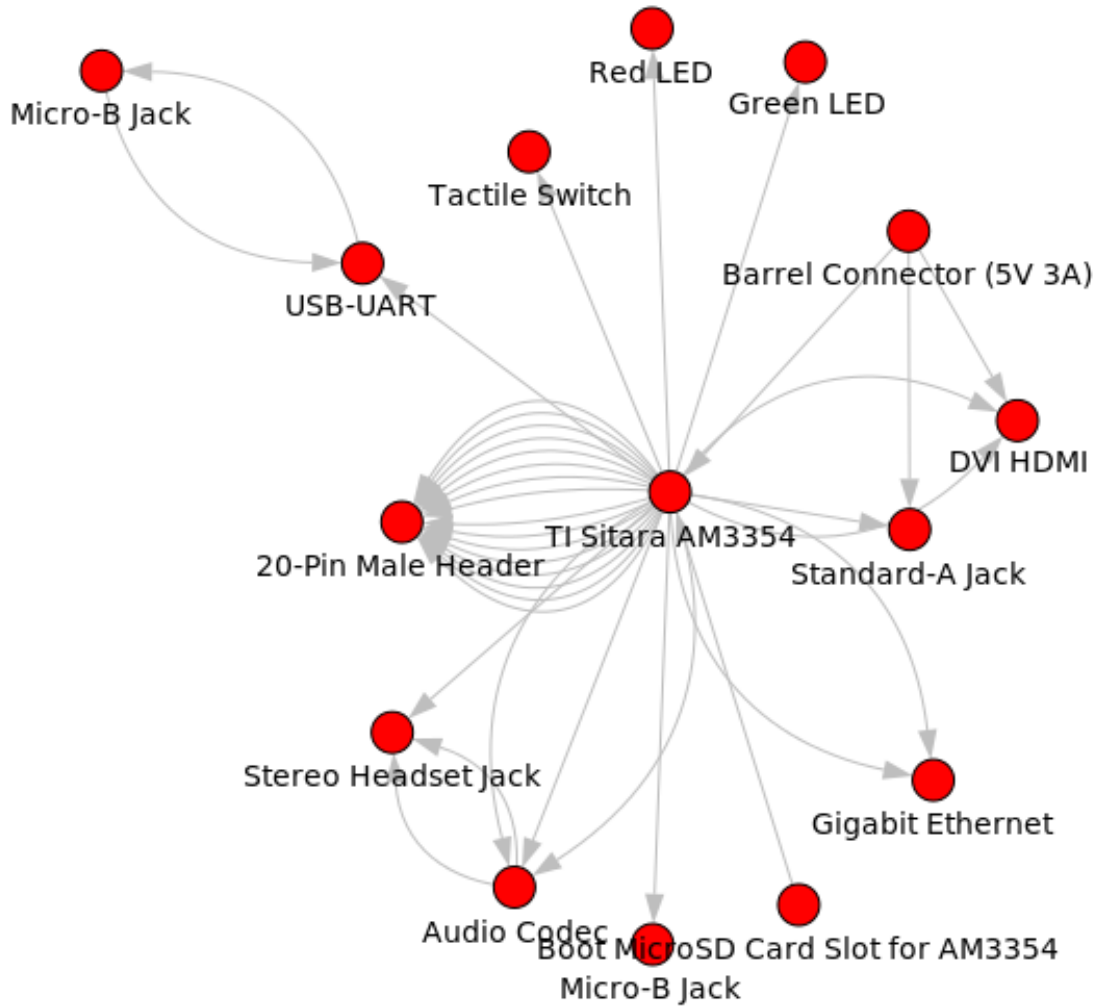 Red LED
Green LED
Micro-B Jack
Tactile Switch
Barrel Connector (5V 3A)
USB-UART
DVI HDMI
TI Sitara AM3354
20-Pin Male Header
Standard-A Jack
Stereo Headset Jack
Gigabit Ethernet
Audio Codec
Boot MicroSD Card Slot for AM3354
Micro-B Jack